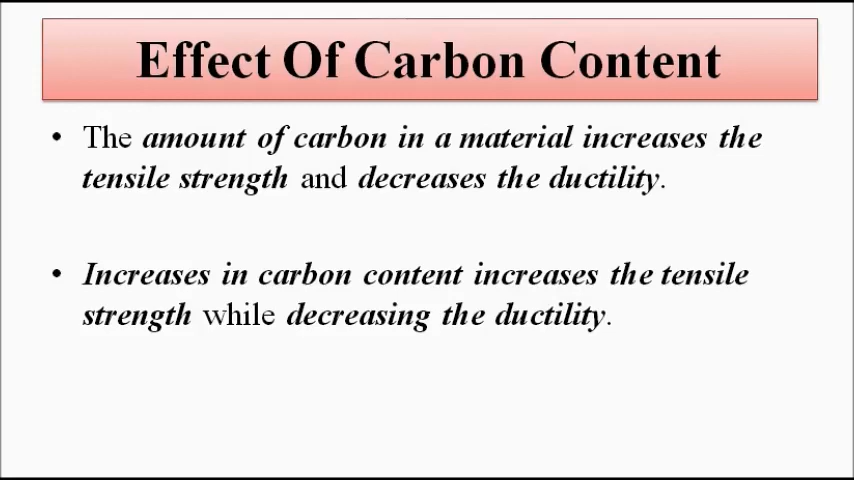 Effect Of Carbon Content
• The amount of carbon in a material increases the
tensile strength and decreases the ductility.
• Increases in carbon content increases the tensile
strength while decreasing the ductility.